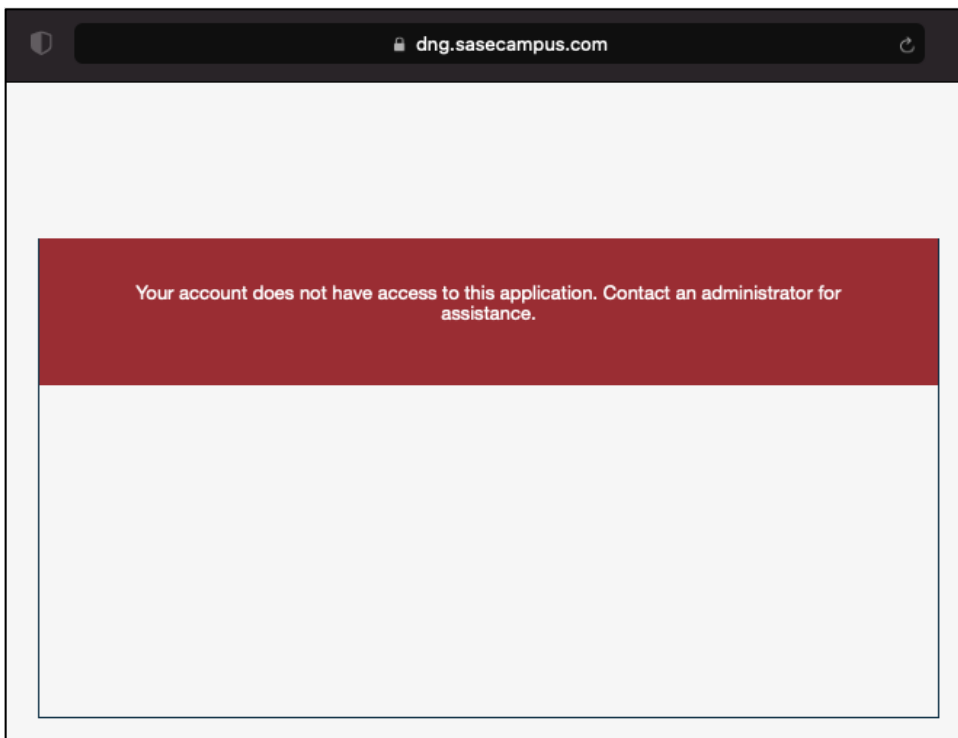 dng.sasecampus.com
Your account does not have access to this application. Contact an administrator for
assistance.